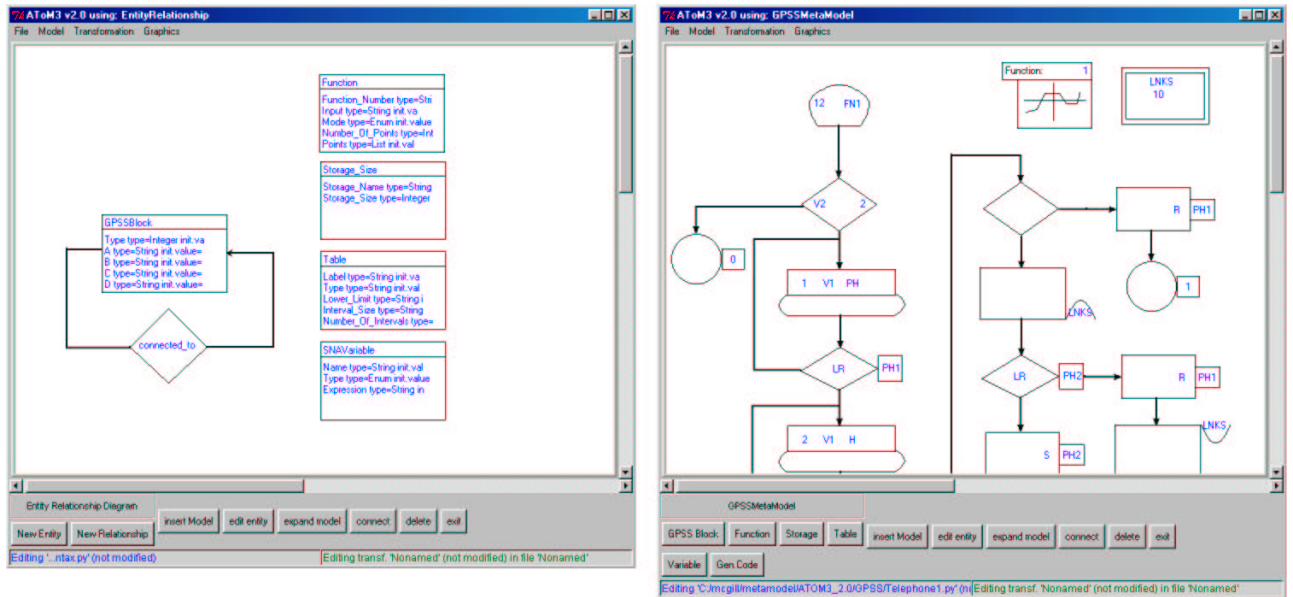 AToM3 v2.0 using: EntityRelationship
File Model Transformation Graphics
Function
Function_Number type=Stri
Input type=String init.va
Mode type=Enum init.value
Number_Of_Points type=Int
Points type=List init.val
Storage_Size
Storage_Name type=String
Storage_Size type=Integer
GPSSBlock
Type type=Integer init.va
A type=String init.value=
B type=String init.value=
C type=String init.value=
D type=String init.value=
Table
Label type=String init.va
Type type=String init.val
Lower_Limit type=String i
Interval_Size type=String
Number_Of_Intervals type=
connected_to
SNAVariable
Name type=String init.val
Type type=Enum init.value
Expression type=String in
Entity Relationship Diagram
New Entity New Relationship insert Model edit entity expand model connect delete exit
Editing '...ntax.py' (not modified) Editing transf. 'Nonamed' (not modified) in file 'Nonamed'
AToM3 v2.0 using: GPSSMetaModel
File Model Transformation Graphics
Function: 1
LNKS
10
12 FN1
V2 2
R PH1
0
1 V1 PH
1
LNKS
LR PH1
LR PH2
R PH1
LNKS
2 V1 H
S PH2
GPSSMetaModel
GPSS Block Function Storage Table insert Model edit entity expand model connect delete exit
Variable Gen.Code
Editing 'C:/mcgill/metamodel/ATOM3_2.0/GPSS/Telephone1.py' (n Editing transf. 'Nonamed' (not modified) in file 'Nonamed'